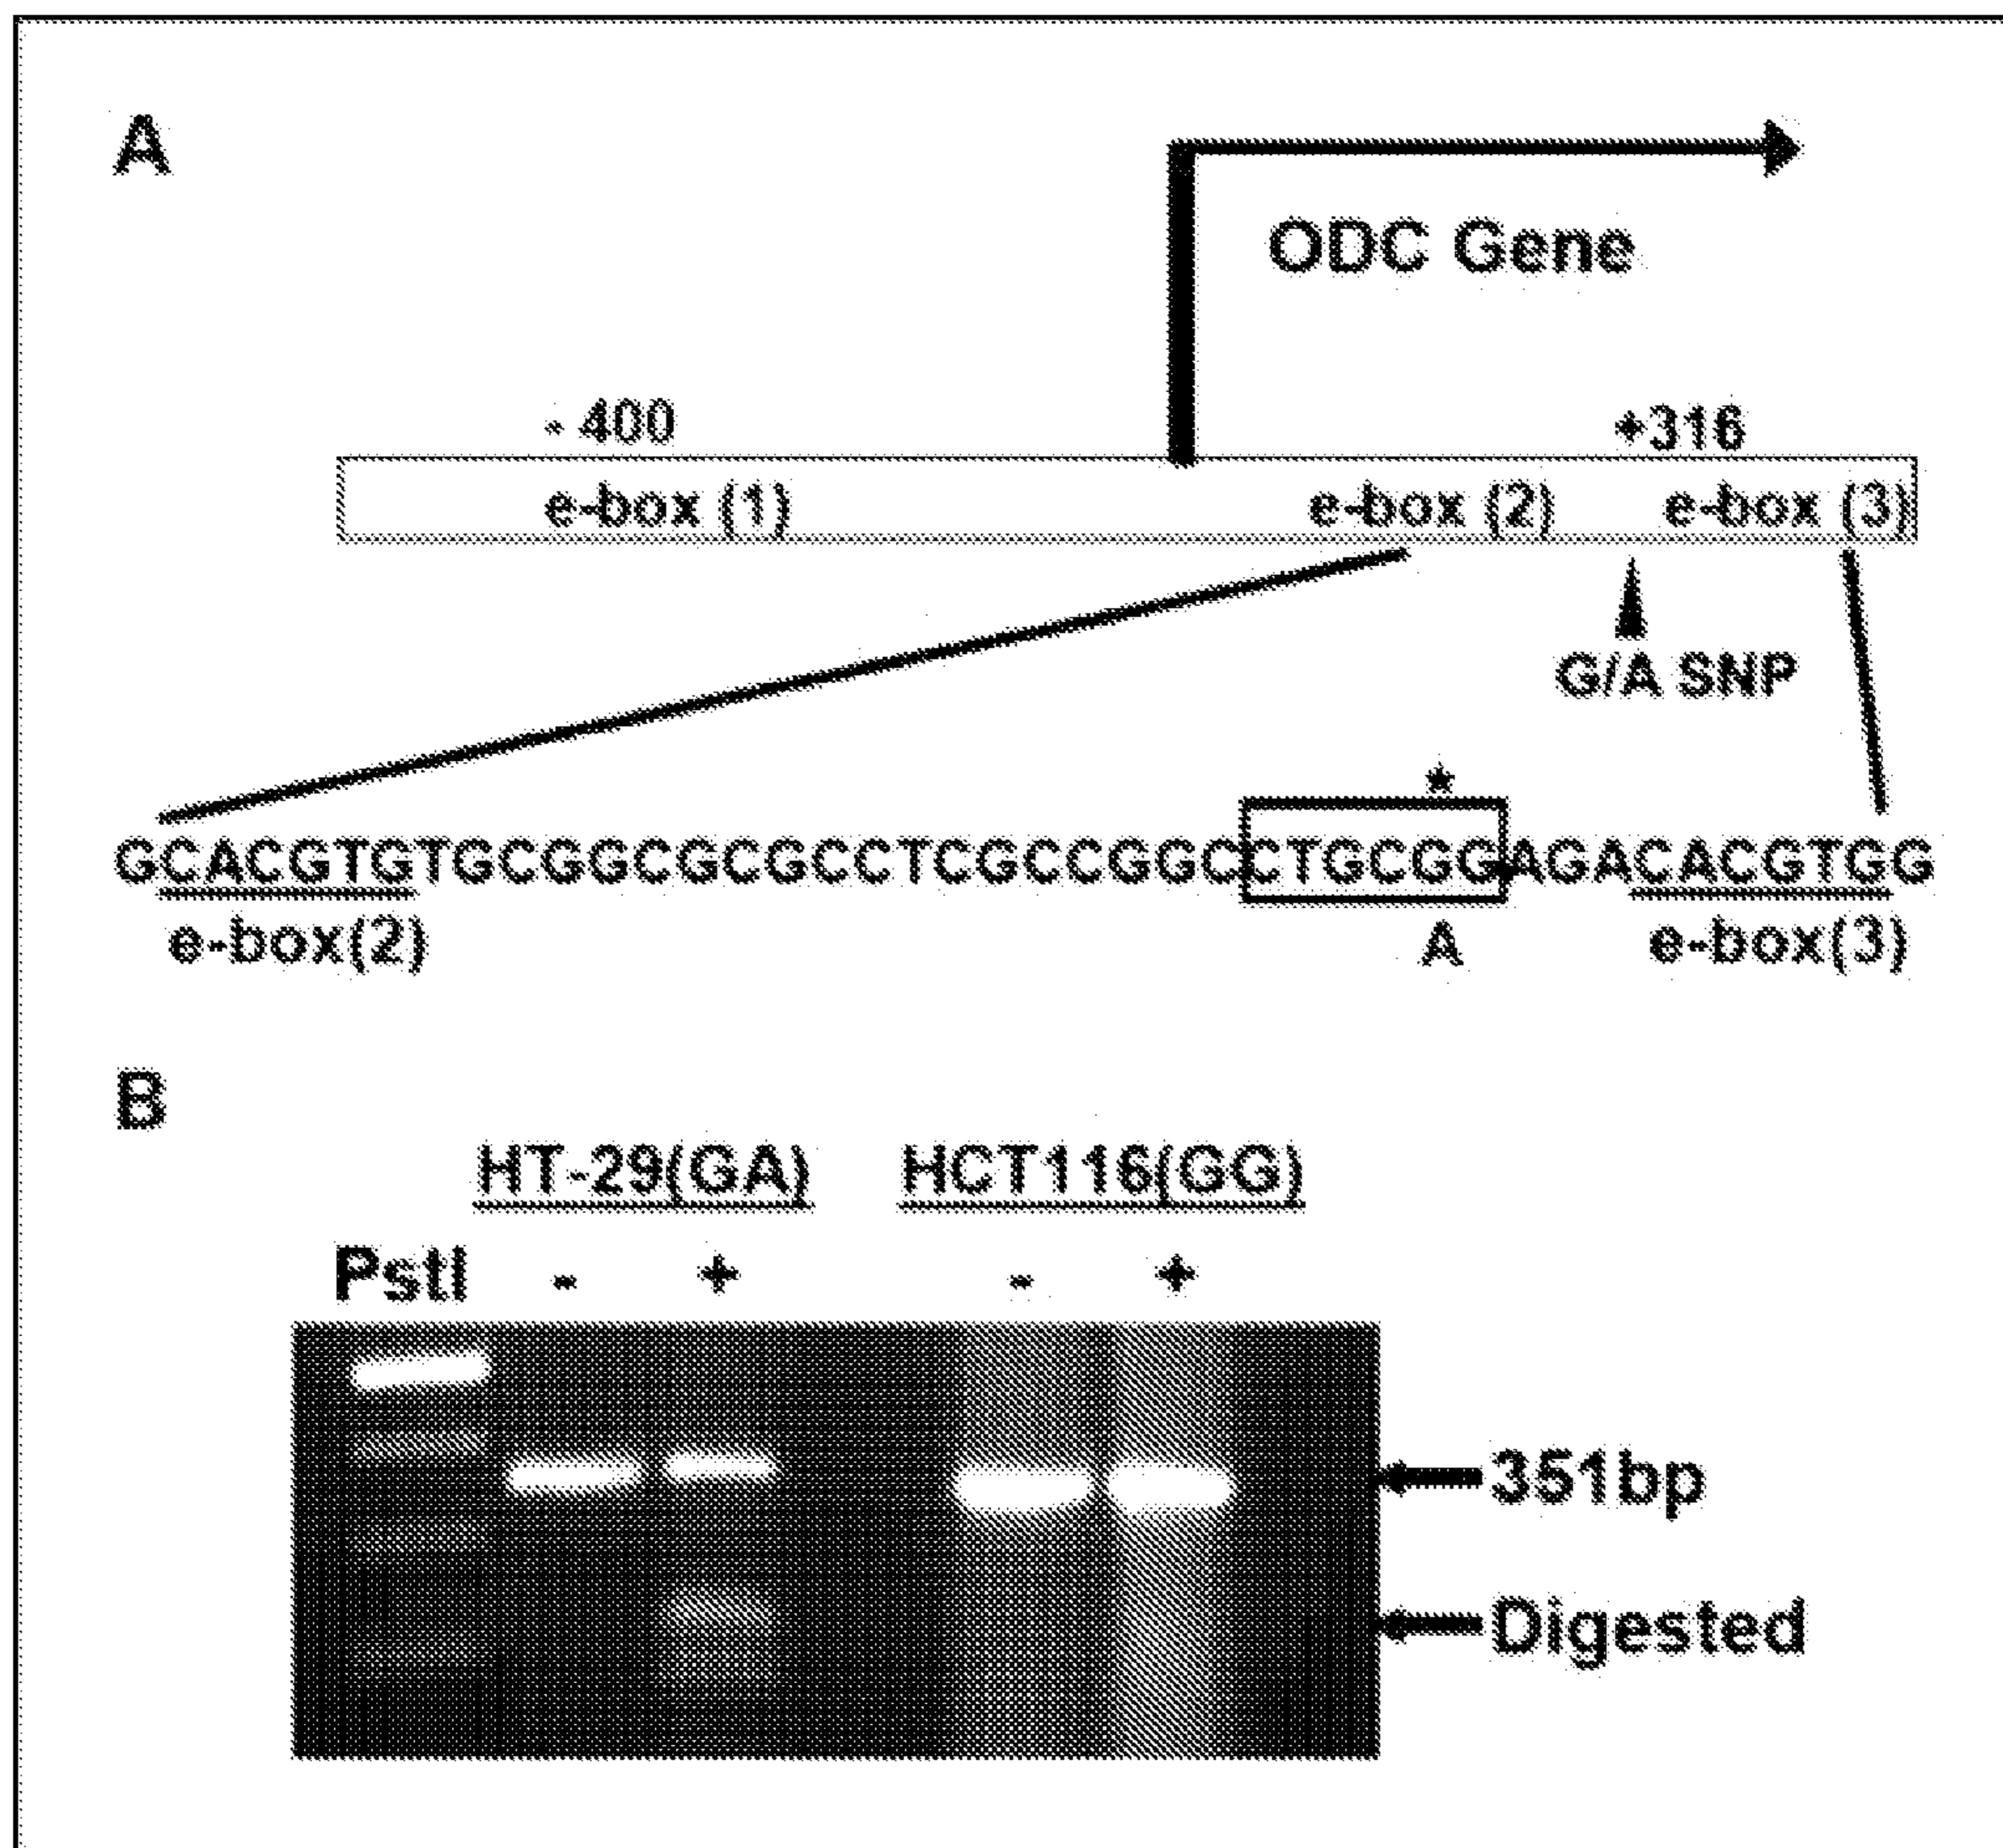 A
ODC Gene
- 400
+316
e-box (1) e-box (2) e-box (3)
G/A SNP
*
GCACGTGTGCGGCGCGCCTCGCCGGCCTGCGGAGACACGTGG
e-box(2) A e-box(3)
B
HT-29(GA) HCT116(GG)
PstI - + - +
351bp
Digested